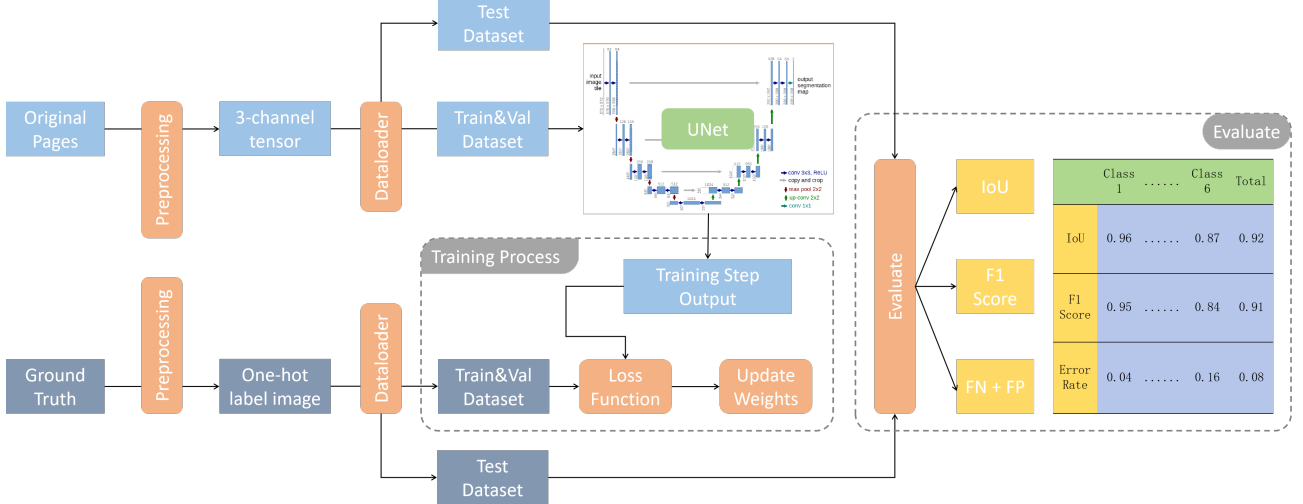 Test
Dataset
Original
Pages
Preprocessing
3-channel
tensor
Dataloader
Train&Val
Dataset
input
image
tile
output
segmentation
map
UNet
conv 3x3, ReLU
copy and crop
max pool 2x2
up-conv 2x2
conv 1x1
Training Process
Training Step
Output
Ground
Truth
Preprocessing
One-hot
label image
Dataloader
Train&Val
Dataset
Loss
Function
Update
Weights
Test
Dataset
Evaluate
Evaluate
IoU
F1
Score
FN + FP
Class 1 ...... Class 6 Total
IoU 0.96 ...... 0.87 0.92
F1 Score 0.95 ...... 0.84 0.91
Error Rate 0.04 ...... 0.16 0.08